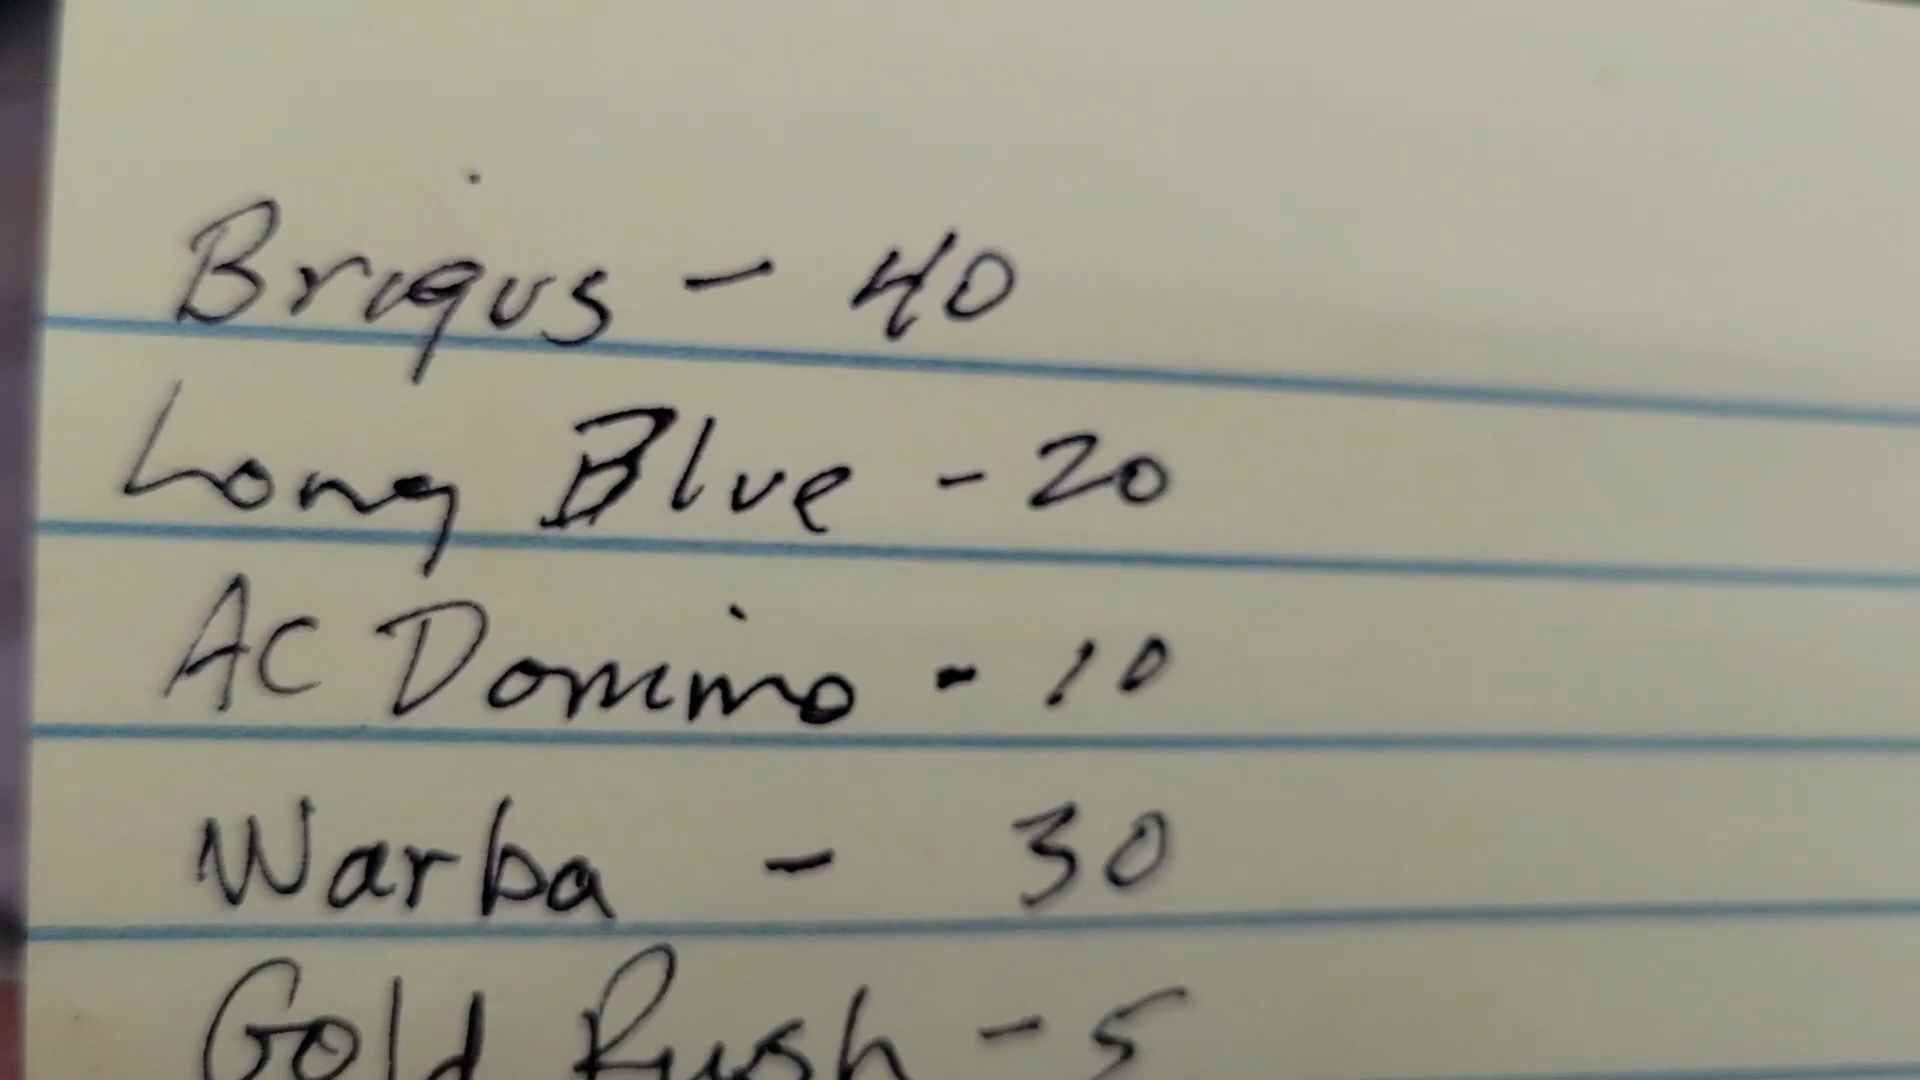 Brigus - 40
Long Blue - 20
AC Domino - 10
Warba - 30
Gold Rush - 5